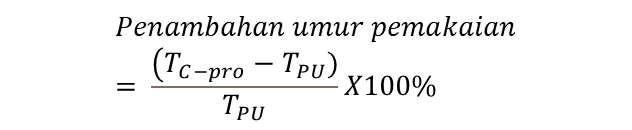 Penambahan umur pemakaian
= (T_{C-pro} − T_{PU}) / T_{PU} X100%